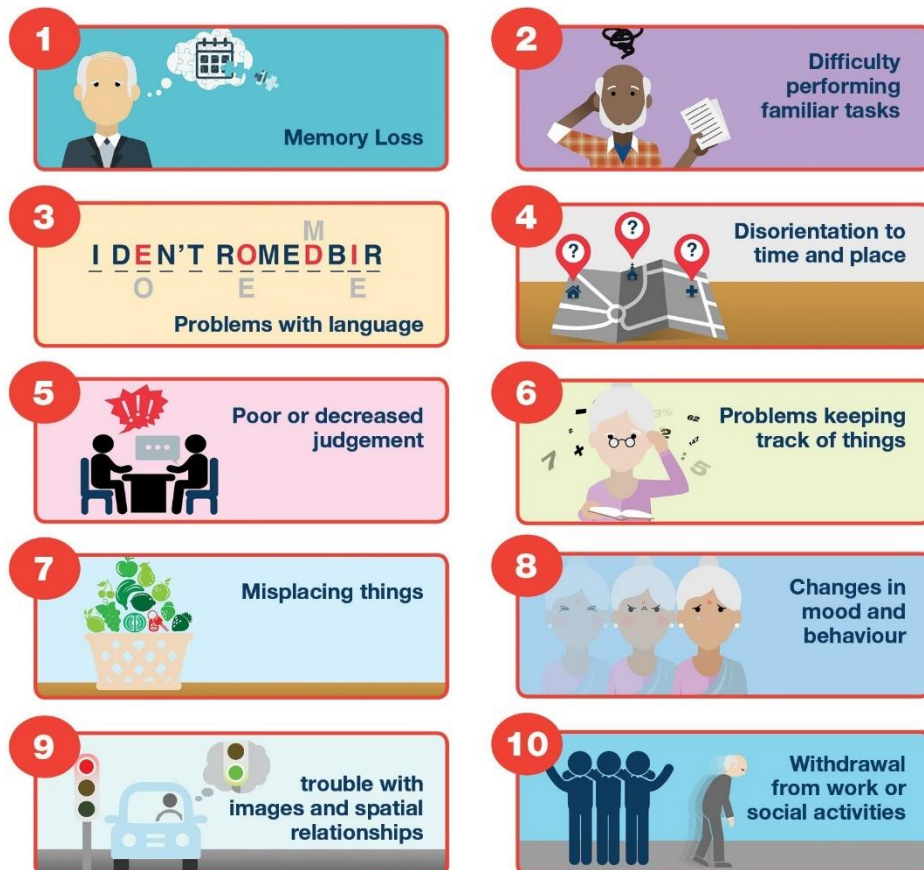 1
Memory Loss
2
Difficulty
performing
familiar tasks
3
M
I DEN'T ROMEDBIR
O E E
Problems with language
4
? ? ?
Disorientation to
time and place
5
!!!
...
Poor or decreased
judgement
6
Problems keeping
track of things
7
Misplacing things
8
Changes in
mood and
behaviour
9
trouble with
images and spatial
relationships
10
Withdrawal
from work or
social activities